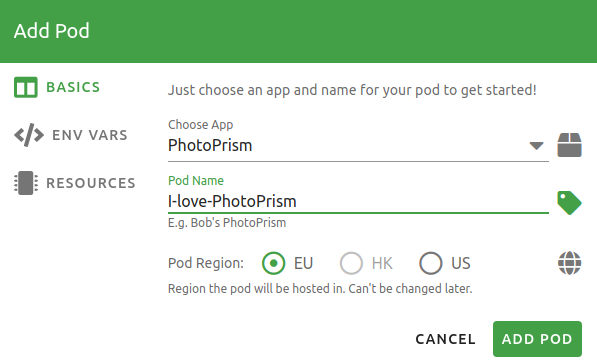 Add Pod
BASICS
ENV VARS
RESOURCES
Just choose an app and name for your pod to get started!
Choose App
PhotoPrism
Pod Name
I-love-PhotoPrism
E.g. Bob's PhotoPrism
Pod Region: EU HK US
Region the pod will be hosted in. Can't be changed later.
CANCEL ADD POD